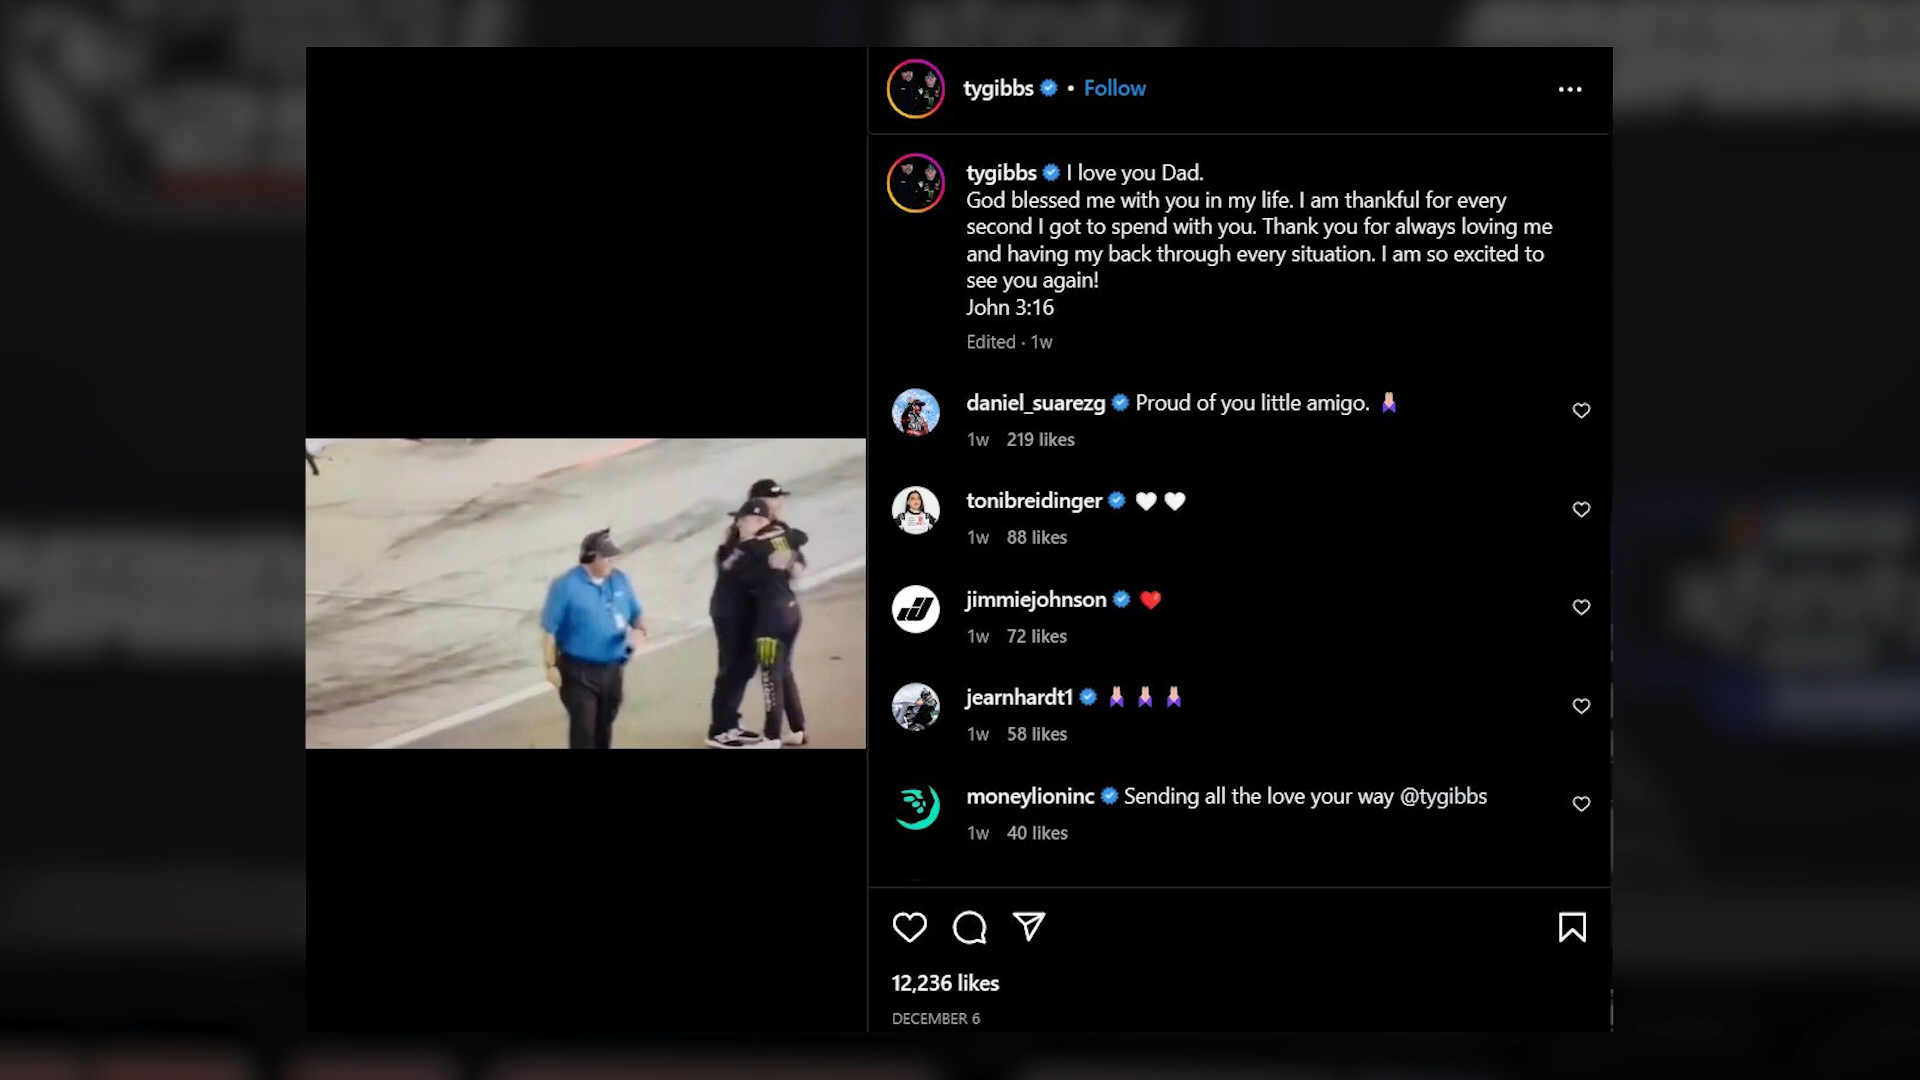 tygibbs • Follow
tygibbs I love you Dad.
God blessed me with you in my life. I am thankful for every
second I got to spend with you. Thank you for always loving me
and having my back through every situation. I am so excited to
see you again!
John 3:16
Edited · 1w
daniel_suarezg Proud of you little amigo.
1w 219 likes
tonibreidinger
1w 88 likes
jimmiejohnson
1w 72 likes
jearnhardt1
1w 58 likes
moneylioninc Sending all the love your way @tygibbs
1w 40 likes
12,236 likes
DECEMBER 6